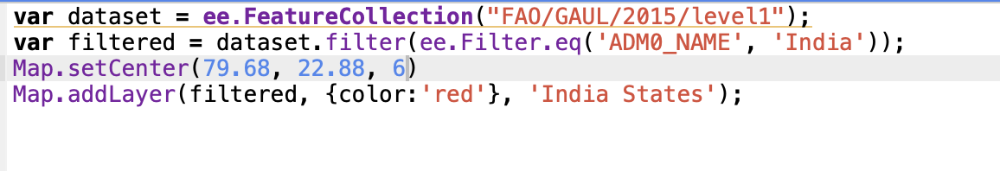 var dataset = ee.FeatureCollection("FAO/GAUL/2015/level1");
var filtered = dataset.filter(ee.Filter.eq('ADM0_NAME', 'India'));
Map.setCenter(79.68, 22.88, 6)
Map.addLayer(filtered, {color:'red'}, 'India States');